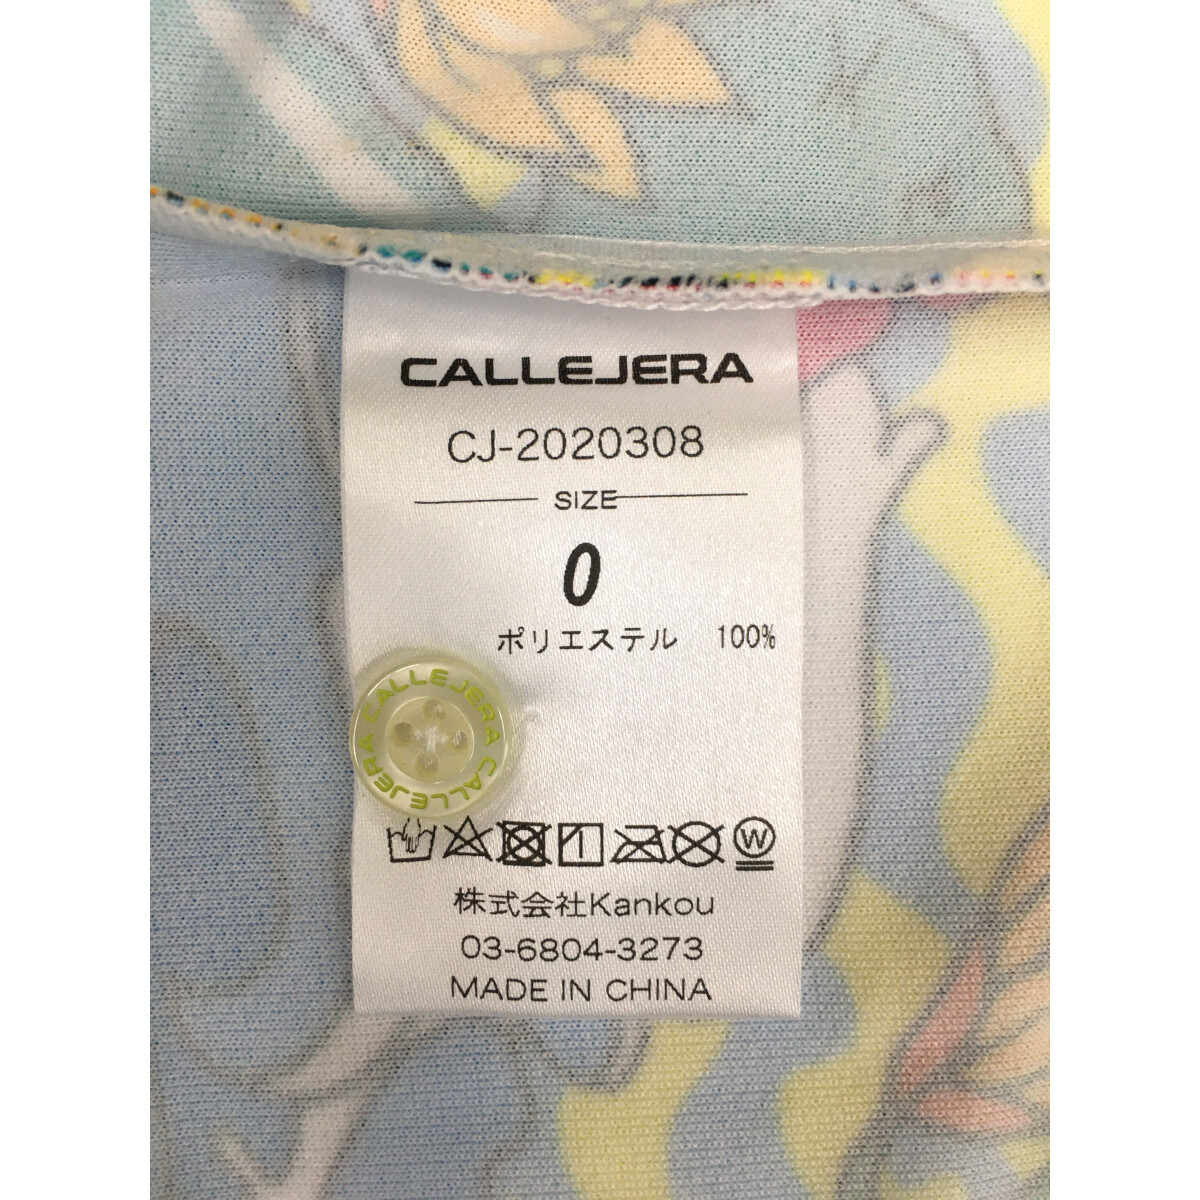 CALLEJERA
CJ-2020308
SIZE
0
ポリエステル 100%
CALLEJERA CALLEJERA
W
株式会社Kankou
03-6804-3273
MADE IN CHINA